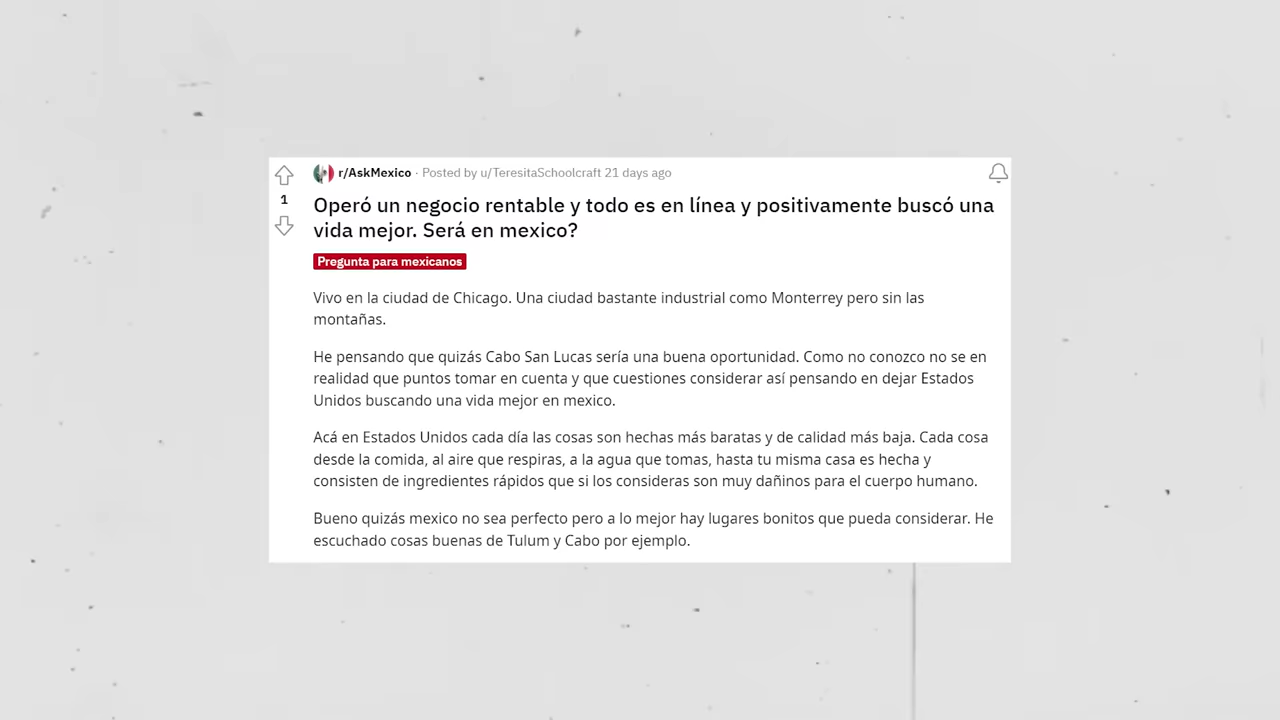 r/AskMexico · Posted by u/TeresitaSchoolcraft 21 days ago
1
Operó un negocio rentable y todo es en línea y positivamente buscó una
vida mejor. Será en mexico?
Pregunta para mexicanos
Vivo en la ciudad de Chicago. Una ciudad bastante industrial como Monterrey pero sin las
montañas.
He pensando que quizás Cabo San Lucas sería una buena oportunidad. Como no conozco no se en
realidad que puntos tomar en cuenta y que cuestiones considerar así pensando en dejar Estados
Unidos buscando una vida mejor en mexico.
Acá en Estados Unidos cada día las cosas son hechas más baratas y de calidad más baja. Cada cosa
desde la comida, al aire que respiras, a la agua que tomas, hasta tu misma casa es hecha y
consisten de ingredientes rápidos que si los consideras son muy dañinos para el cuerpo humano.
Bueno quizás mexico no sea perfecto pero a lo mejor hay lugares bonitos que pueda considerar. He
escuchado cosas buenas de Tulum y Cabo por ejemplo.